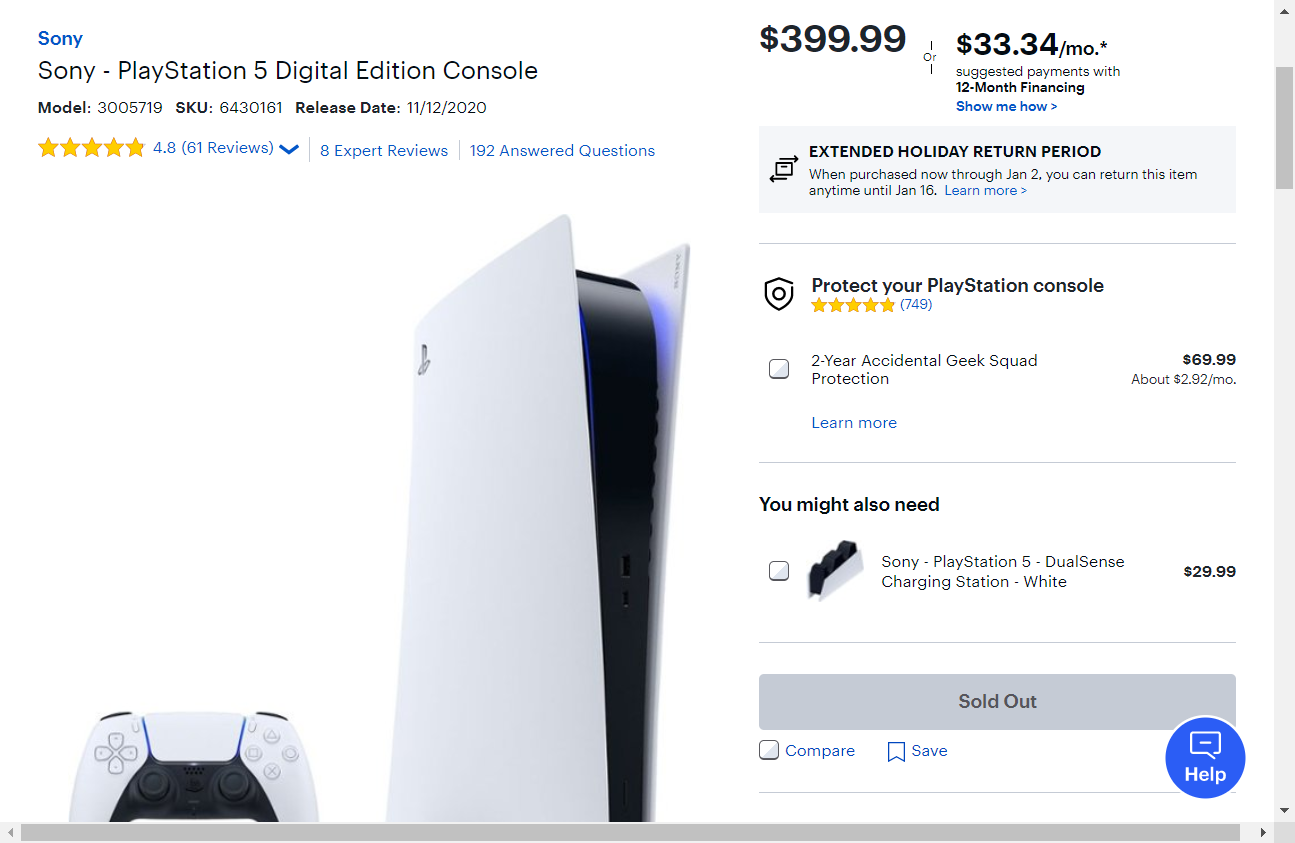 Sony
Sony - PlayStation 5 Digital Edition Console
Model: 3005719 SKU: 6430161 Release Date: 11/12/2020
4.8 (61 Reviews)
8 Expert Reviews
192 Answered Questions
$399.99
Or
$33.34/mo.*
suggested payments with
12-Month Financing
Show me how >
EXTENDED HOLIDAY RETURN PERIOD
When purchased now through Jan 2, you can return this item
anytime until Jan 16. Learn more >
SONY
Protect your PlayStation console
(749)
2-Year Accidental Geek Squad
Protection
$69.99
About $2.92/mo.
Learn more
You might also need
Sony - PlayStation 5 - DualSense
Charging Station - White
$29.99
Sold Out
Compare
Save
Help